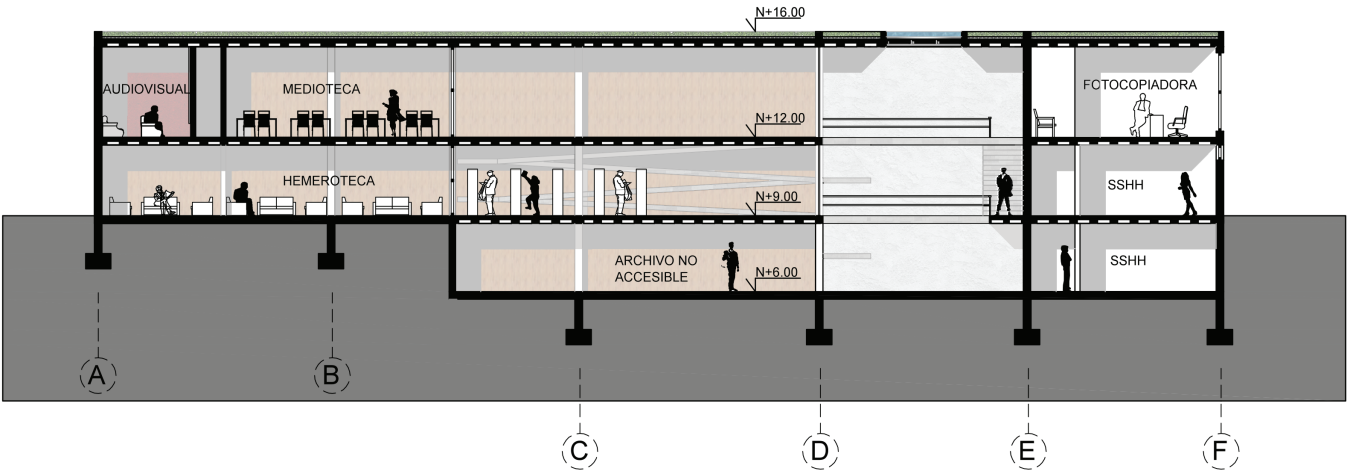 N+16.00
AUDIOVISUAL
MEDIOTECA
FOTOCOPIADORA
N+12.00
HEMEROTECA
SSHH
N+9.00
ARCHIVO NO
ACCESIBLE
SSHH
N+6.00
A
B
C
D
E
F